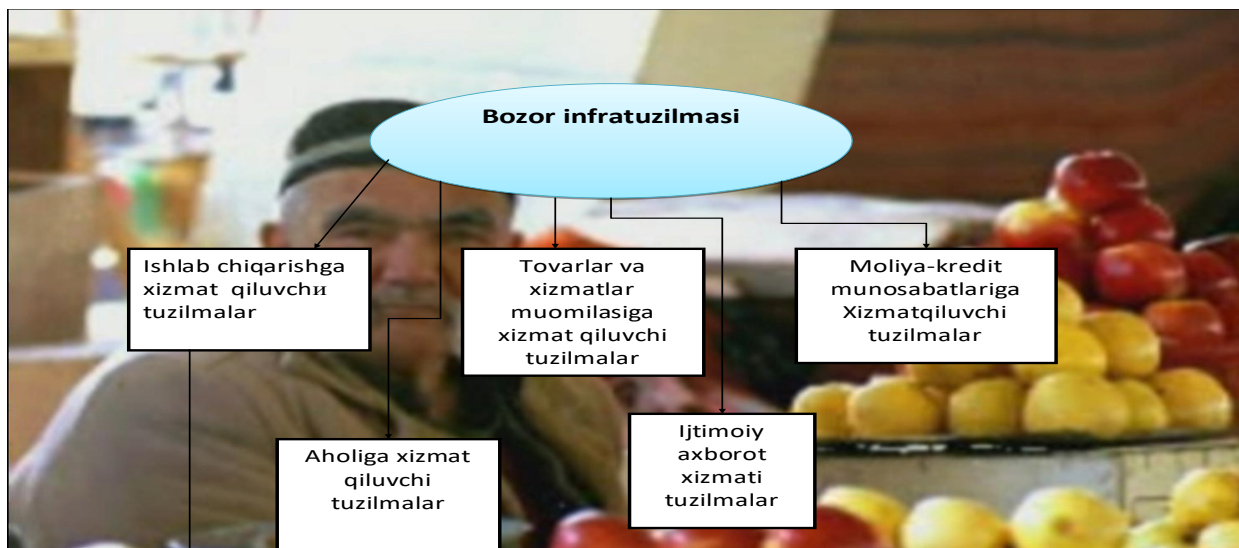 Bozor infratuzilmasi
Ishlab chiqarishga
xizmat qiluvchи
tuzilmalar
Tovarlar va
xizmatlar
muomilasiga
xizmat qiluvchi
tuzilmalar
Moliya-kredit
munosabatlariga
Xizmatqiluvchi
tuzilmalar
Aholiga xizmat
qiluvchi
tuzilmalar
Ijtimoiy
axborot
xizmati
tuzilmalar